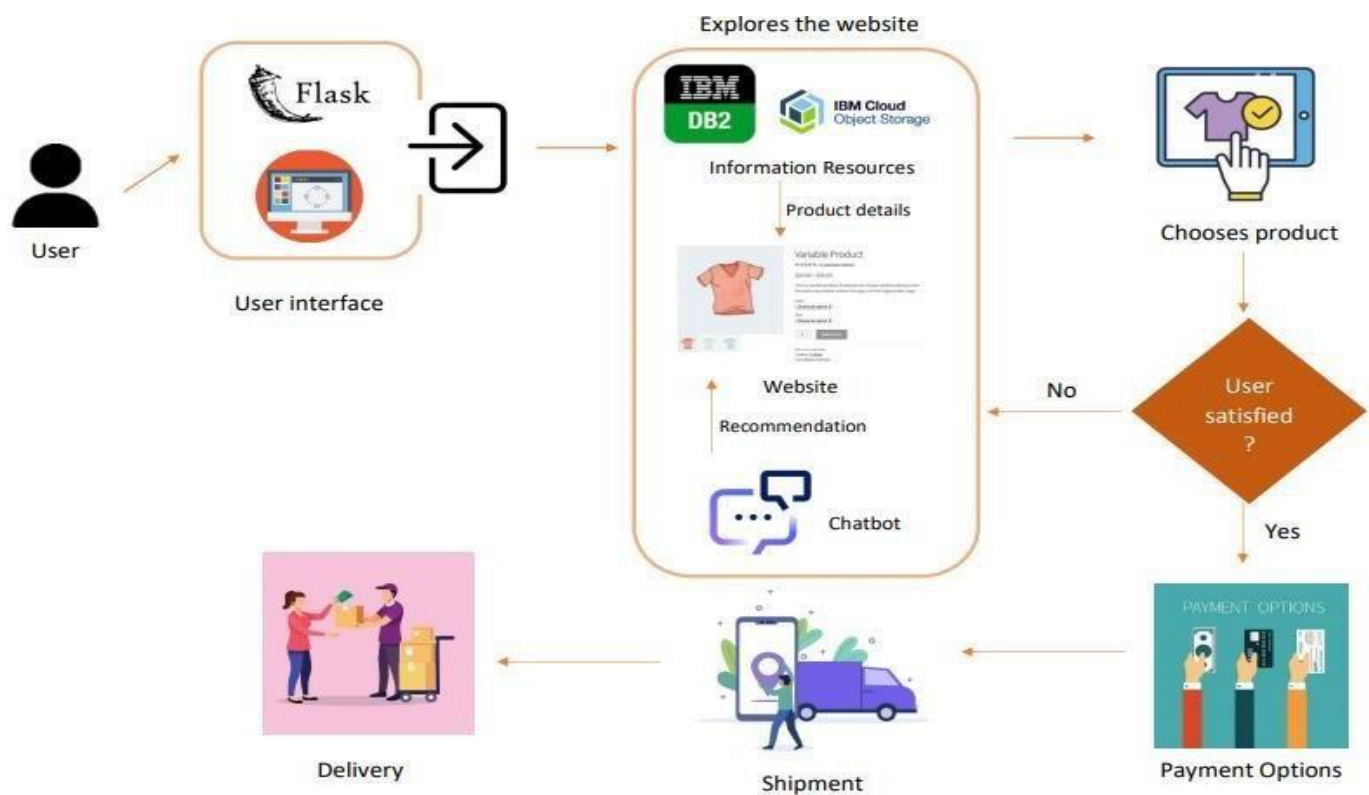 Explores the website
Flask
IBM
DB2
IBM Cloud
Object Storage
Information Resources
Product details
User
User interface
Chooses product
Variable Product
Website
Recommendation
Chatbot
No
User
satisfied
?
Yes
PAYMENT OPTIONS
Payment Options
Shipment
Delivery